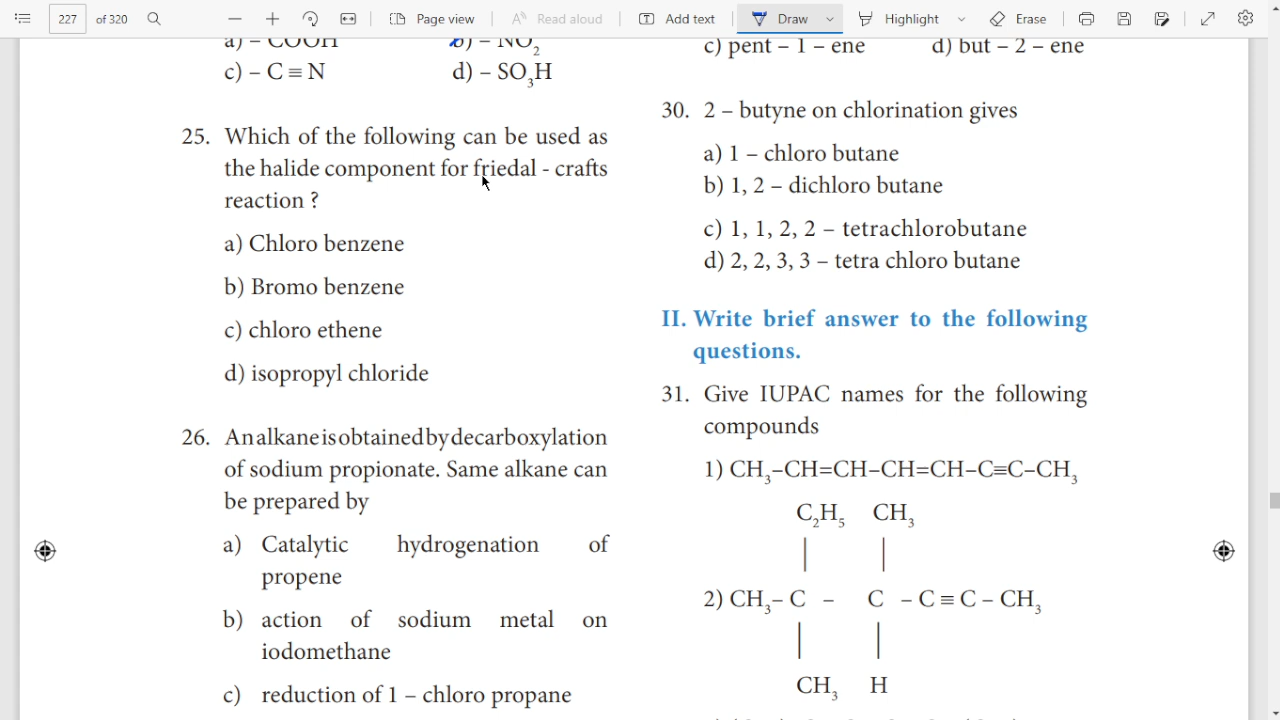 227 of 320 Page view Read aloud Add text Draw Highlight Erase
a) – COOH b) – NO2
c) – C ≡ N d) – SO3H
25. Which of the following can be used as
the halide component for friedal - crafts
reaction ?
a) Chloro benzene
b) Bromo benzene
c) chloro ethene
d) isopropyl chloride
26. An alkane is obtained by decarboxylation
of sodium propionate. Same alkane can
be prepared by
a) Catalytic hydrogenation of
propene
b) action of sodium metal on
iodomethane
c) reduction of 1 – chloro propane
c) pent – 1 – ene d) but – 2 – ene
30. 2 – butyne on chlorination gives
a) 1 – chloro butane
b) 1, 2 – dichloro butane
c) 1, 1, 2, 2 – tetrachlorobutane
d) 2, 2, 3, 3 – tetra chloro butane
II. Write brief answer to the following
questions.
31. Give IUPAC names for the following
compounds
1) CH3–CH=CH–CH=CH–C≡C–CH3
C2H5 CH3
| |
2) CH3– C – C – C ≡ C – CH3
| |
CH3 H